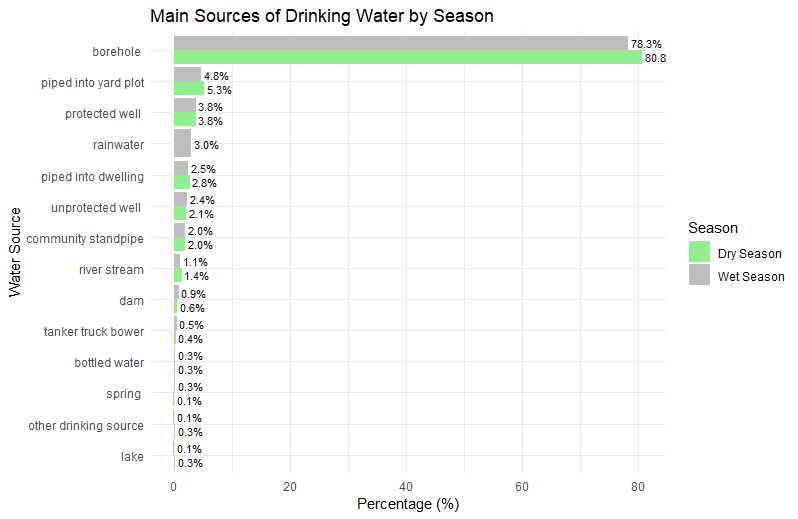 Main Sources of Drinking Water by Season
borehole
78.3%
80.8%
piped into yard plot
4.8%
5.3%
protected well
3.8%
3.8%
rainwater
3.0%
piped into dwelling
2.5%
2.8%
unprotected well
2.4%
2.1%
community standpipe
2.0%
2.0%
river stream
1.1%
1.4%
dam
0.9%
0.6%
tanker truck bower
0.5%
0.4%
bottled water
0.3%
0.3%
spring
0.3%
0.1%
other drinking source
0.1%
0.3%
lake
0.1%
0.3%
Water Source
0 20 40 60 80
Percentage (%)
Season
Dry Season
Wet Season